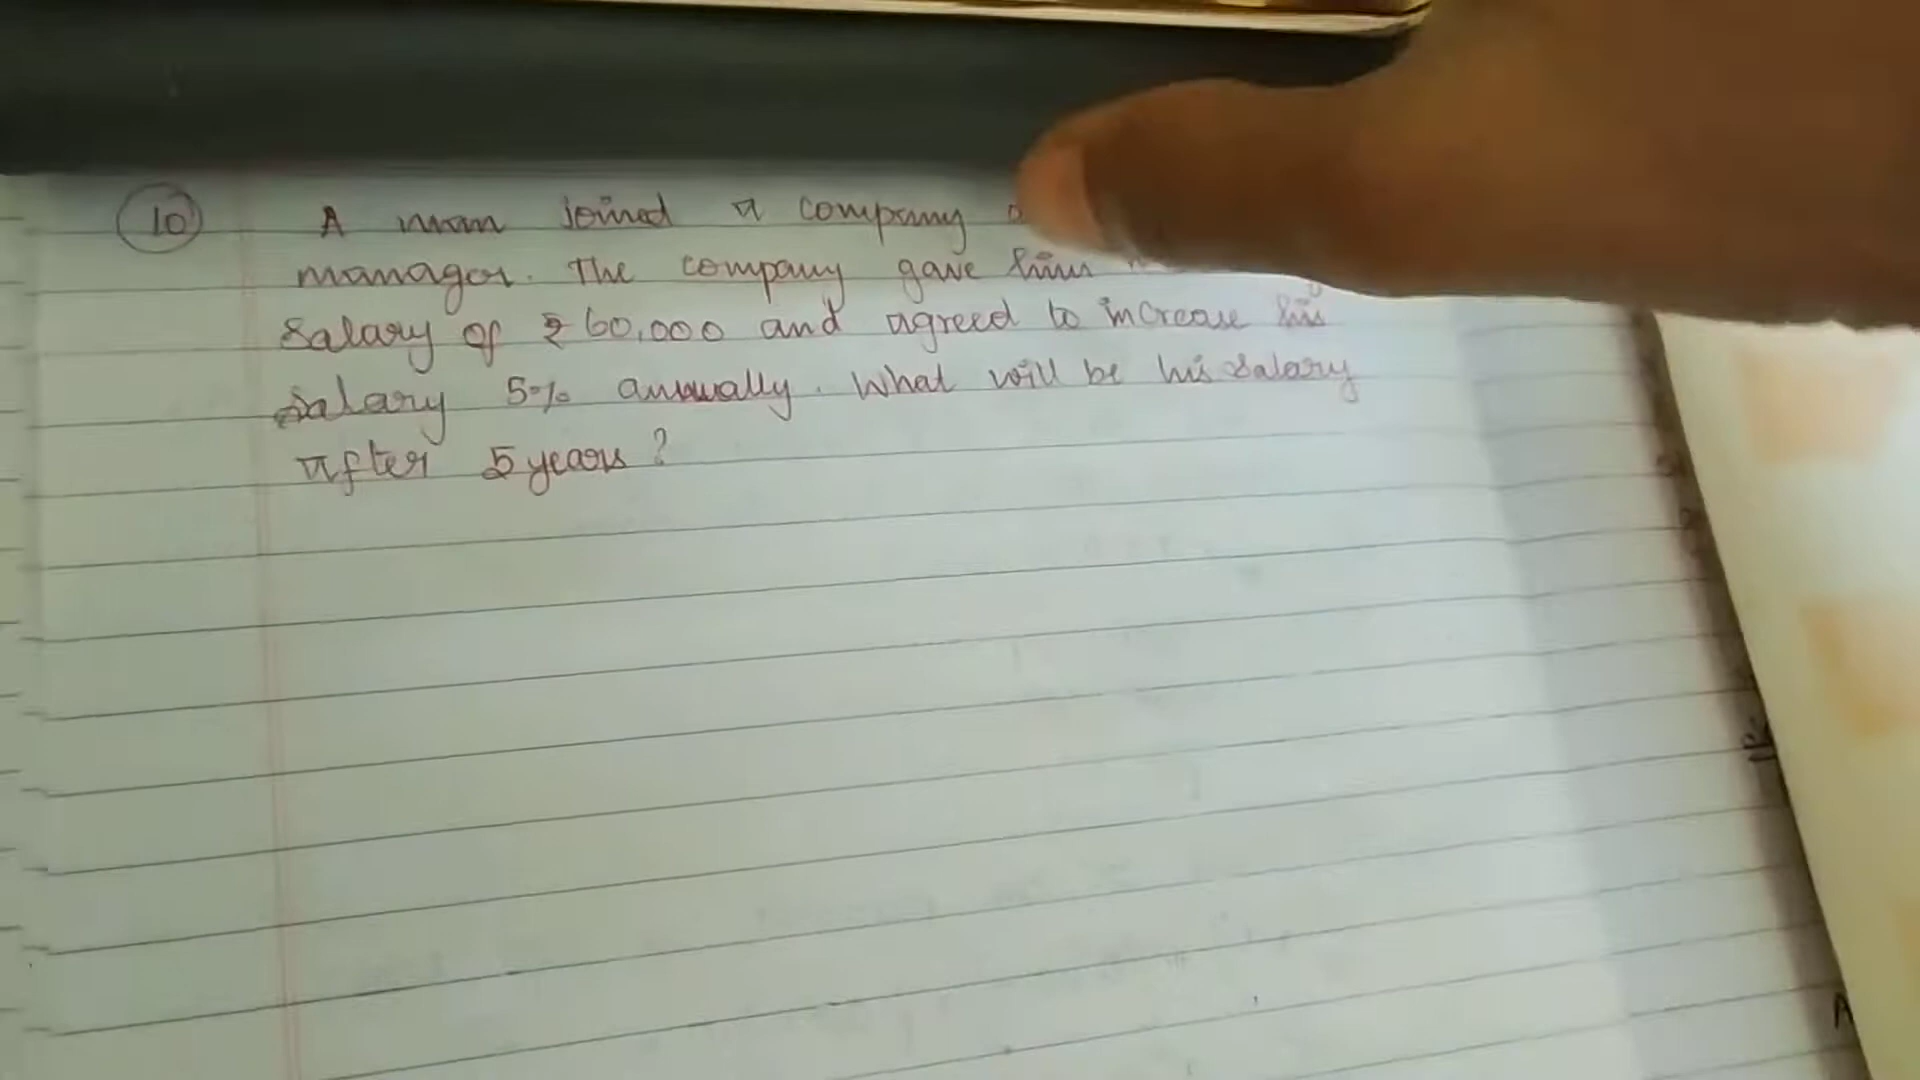 10 A man joined a company
manager. The company gave him
salary of ₹ 60,000 and agreed to increase his
salary 5% annually. What will be his salary
after 5 years?